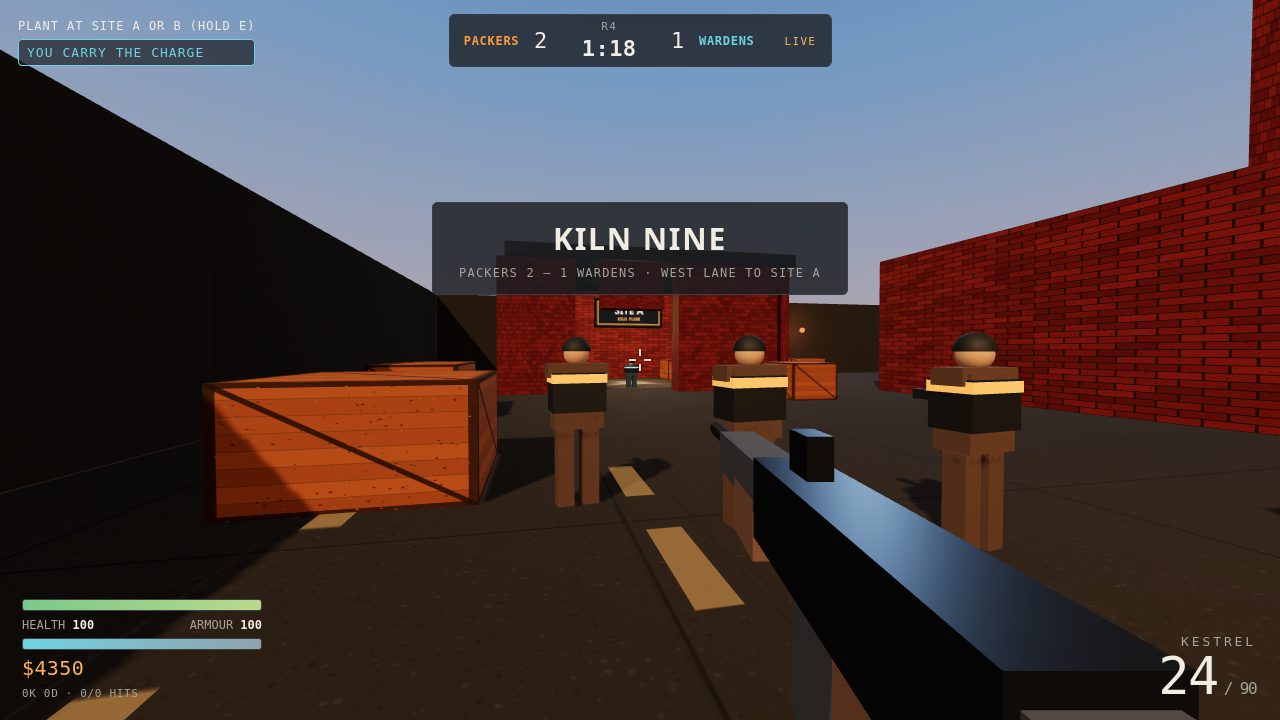 PLANT AT SITE A OR B (HOLD E)
YOU CARRY THE CHARGE
R4
PACKERS 2 1:18 1 WARDENS LIVE
KILN NINE
PACKERS 2 — 1 WARDENS · WEST LANE TO SITE A
SITE A
HEALTH 100 ARMOUR 100
$4350
0K 0D · 0/0 HITS
KESTREL
24 / 90